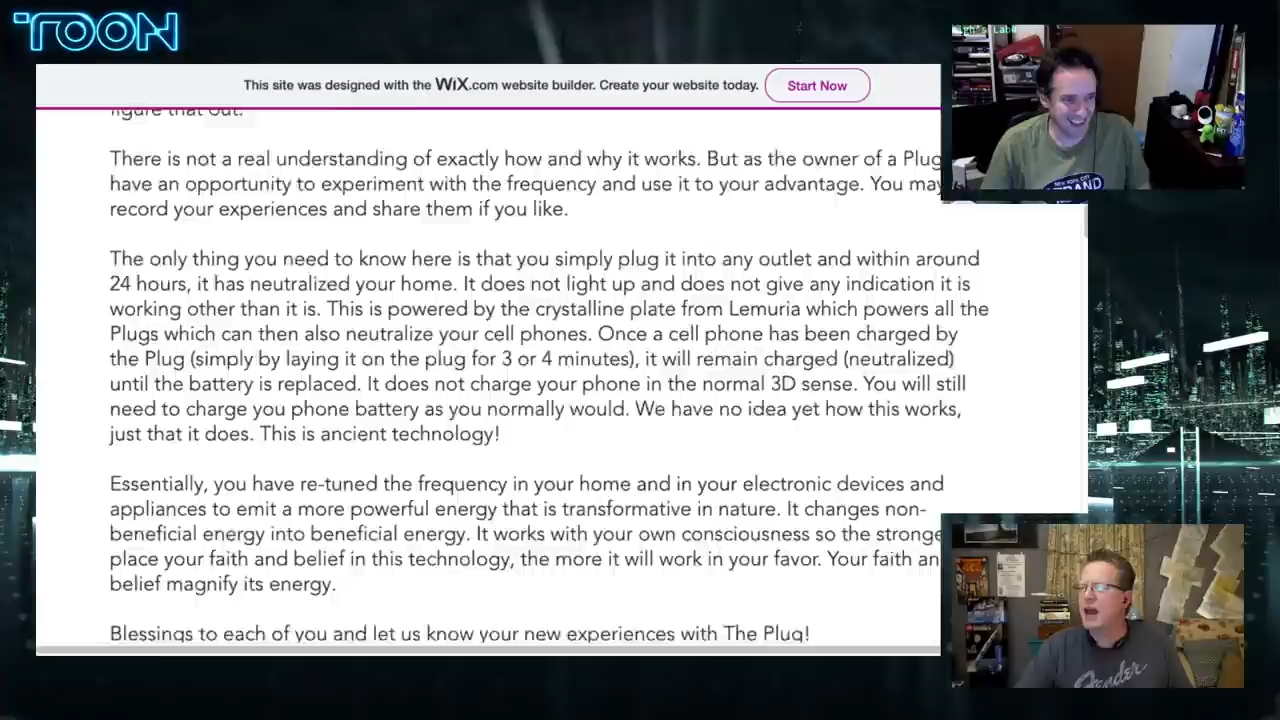 TOON
This site was designed with the WiX.com website builder. Create your website today.
Start Now
figure that out.
There is not a real understanding of exactly how and why it works. But as the owner of a Plug
have an opportunity to experiment with the frequency and use it to your advantage. You may
record your experiences and share them if you like.
The only thing you need to know here is that you simply plug it into any outlet and within around
24 hours, it has neutralized your home. It does not light up and does not give any indication it is
working other than it is. This is powered by the crystalline plate from Lemuria which powers all the
Plugs which can then also neutralize your cell phones. Once a cell phone has been charged by
the Plug (simply by laying it on the plug for 3 or 4 minutes), it will remain charged (neutralized)
until the battery is replaced. It does not charge your phone in the normal 3D sense. You will still
need to charge you phone battery as you normally would. We have no idea yet how this works,
just that it does. This is ancient technology!
Essentially, you have re-tuned the frequency in your home and in your electronic devices and
appliances to emit a more powerful energy that is transformative in nature. It changes non-
beneficial energy into beneficial energy. It works with your own consciousness so the stronge
place your faith and belief in this technology, the more it will work in your favor. Your faith an
belief magnify its energy.
Blessings to each of you and let us know your new experiences with The Plug!
Lab#
NEW YORK CITY
Fender